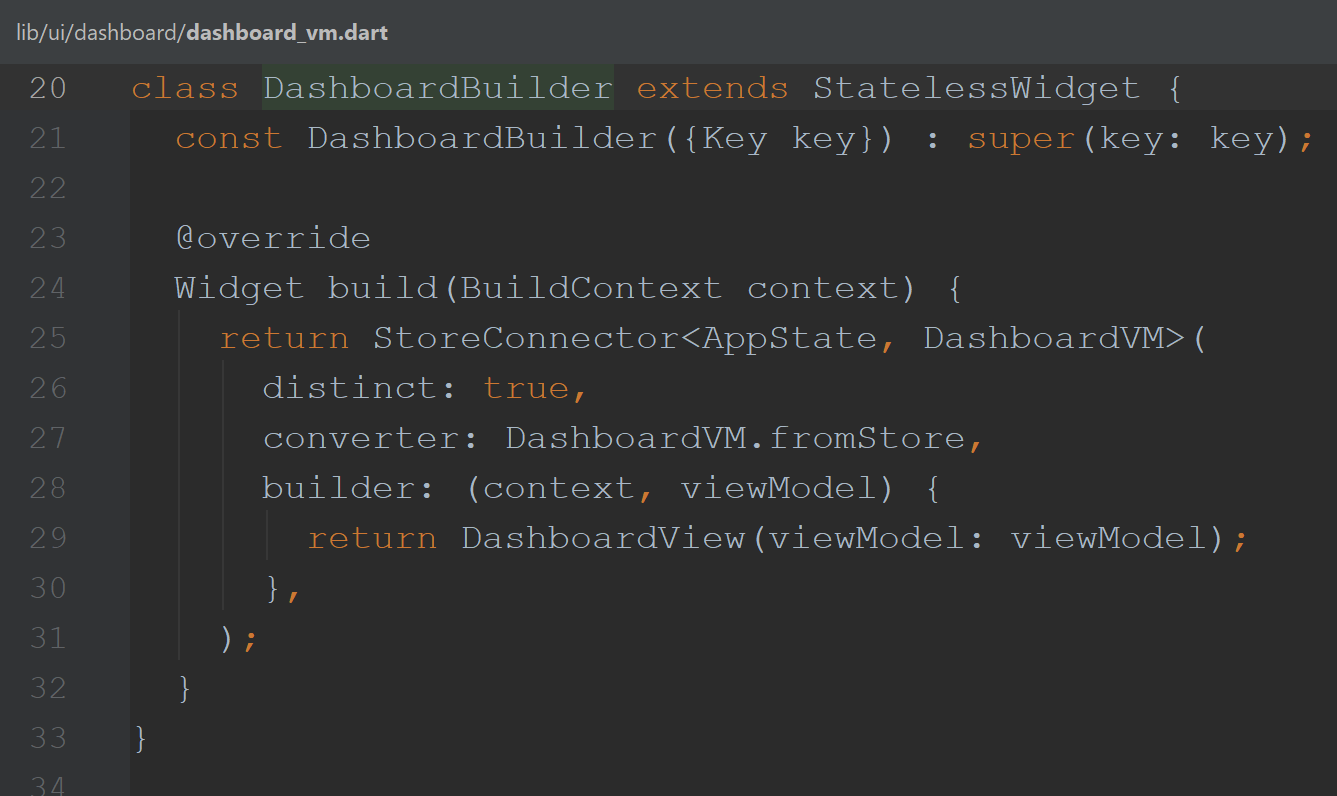 lib/ui/dashboard/dashboard_vm.dart
20 class DashboardBuilder extends StatelessWidget {
21   const DashboardBuilder({Key key}) : super(key: key);
22
23   @override
24   Widget build(BuildContext context) {
25     return StoreConnector<AppState, DashboardVM>(
26       distinct: true,
27       converter: DashboardVM.fromStore,
28       builder: (context, viewModel) {
29         return DashboardView(viewModel: viewModel);
30       },
31     );
32   }
33 }
34